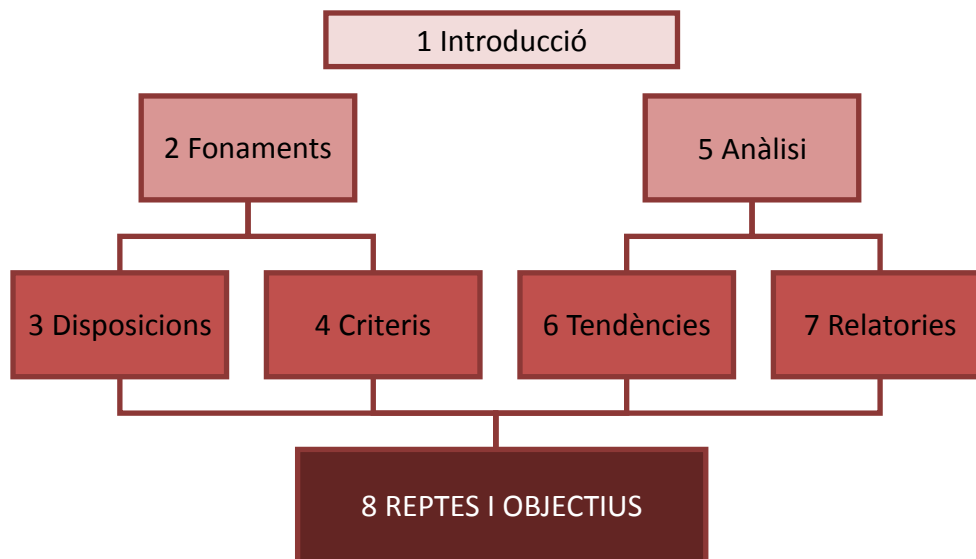 1 Introducció
2 Fonaments
5 Anàlisi
3 Disposicions
4 Criteris
6 Tendències
7 Relatories
8 REPTES I OBJECTIUS